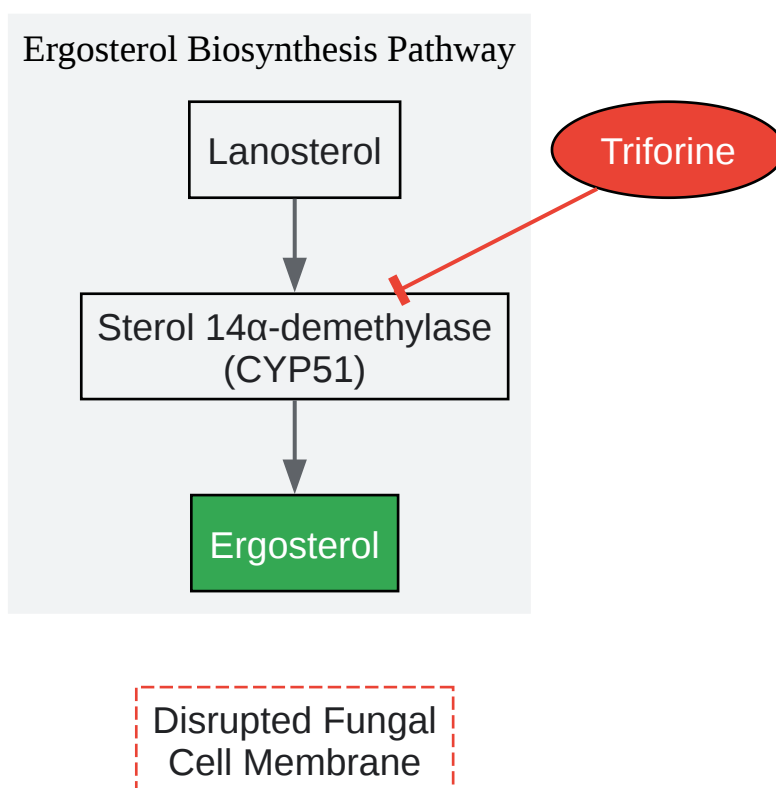 Ergosterol Biosynthesis Pathway
Lanosterol
Triforine
Sterol 14α-demethylase
(CYP51)
Ergosterol
Disrupted Fungal
Cell Membrane